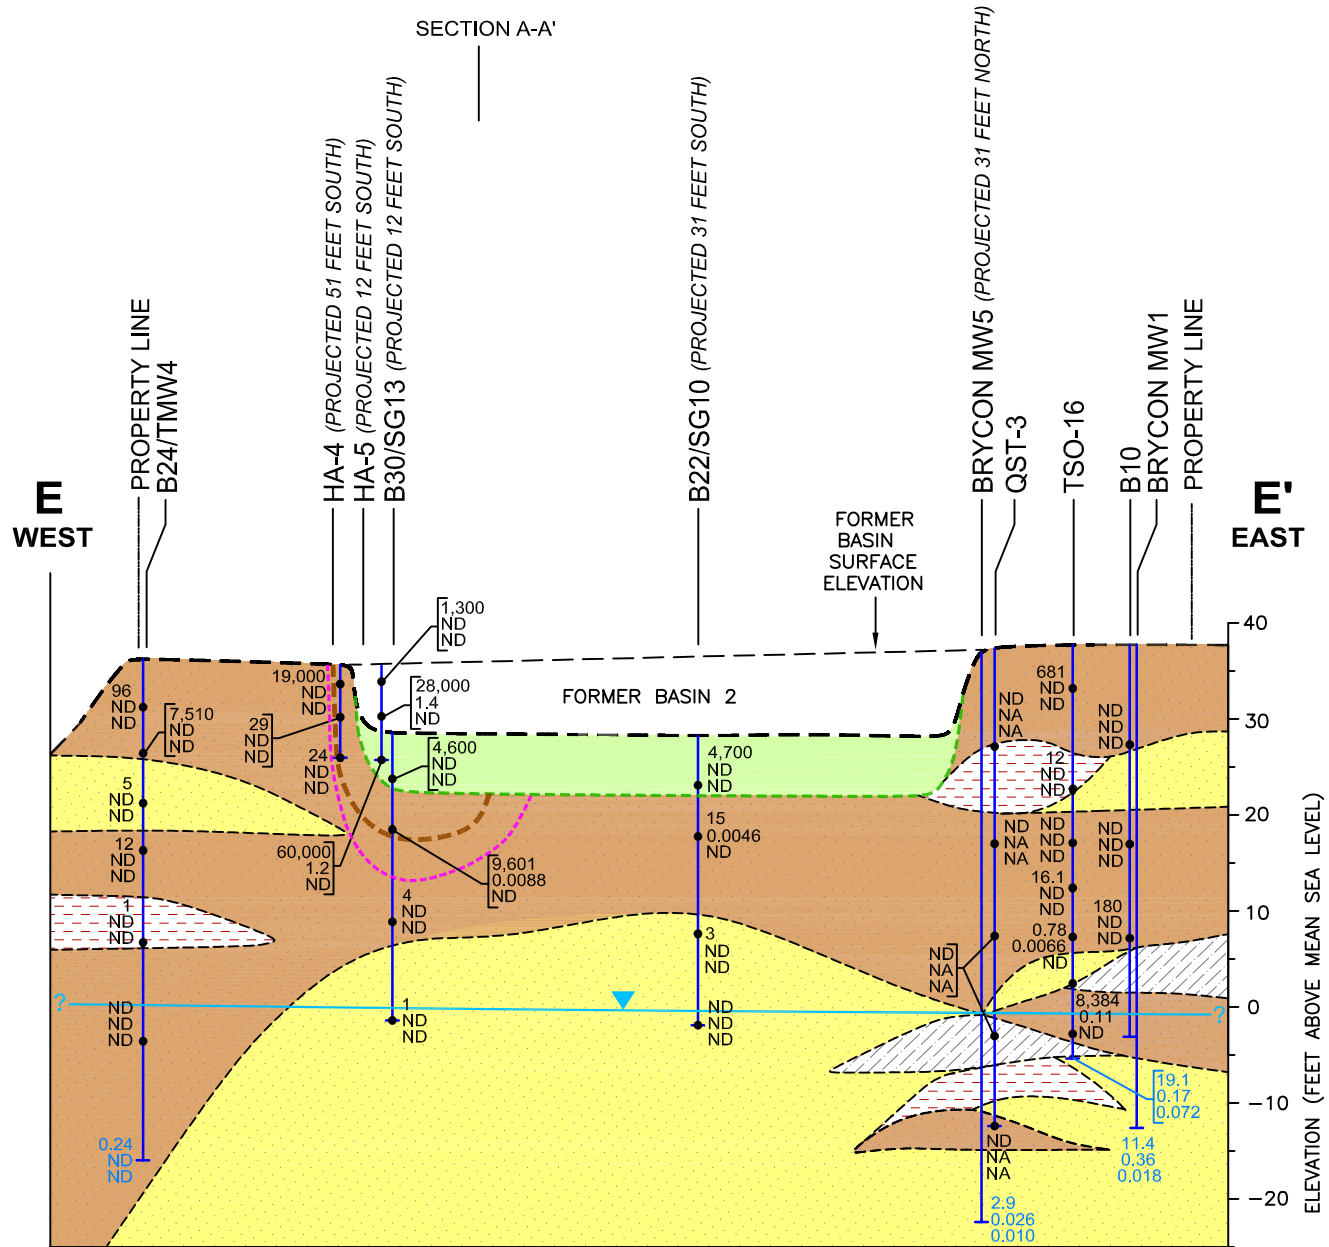 SECTION A-A'
PROPERTY LINE
B24/TMW4
HA-4 (PROJECTED 51 FEET SOUTH)
HA-5 (PROJECTED 12 FEET SOUTH)
B30/SG13 (PROJECTED 12 FEET SOUTH)
B22/SG10 (PROJECTED 31 FEET SOUTH)
BRYCON MW5 (PROJECTED 31 FEET NORTH)
QST-3
TSO-16
B10
BRYCON MW1
PROPERTY LINE
E
WEST
E'
EAST
FORMER
BASIN
SURFACE
ELEVATION
FORMER BASIN 2
96
ND
ND
7,510
ND
ND
5
ND
ND
12
ND
ND
1
ND
ND
ND
ND
ND
0.24
ND
ND
19,000
ND
ND
29
ND
ND
24
ND
ND
1,300
ND
ND
28,000
1.4
ND
60,000
1.2
ND
4,600
ND
ND
9,601
0.0088
ND
4
ND
ND
1
ND
ND
4,700
ND
ND
15
0.0046
ND
3
ND
ND
ND
ND
ND
ND
NA
NA
ND
NA
NA
ND
NA
NA
ND
NA
NA
2.9
0.026
0.010
681
ND
ND
12
ND
ND
ND
ND
ND
16.1
ND
ND
0.78
0.0066
ND
8,384
0.11
ND
19.1
0.17
0.072
ND
ND
ND
ND
ND
ND
180
ND
ND
11.4
0.36
0.018
?
?
40
30
20
10
0
−10
−20
ELEVATION (FEET ABOVE MEAN SEA LEVEL)